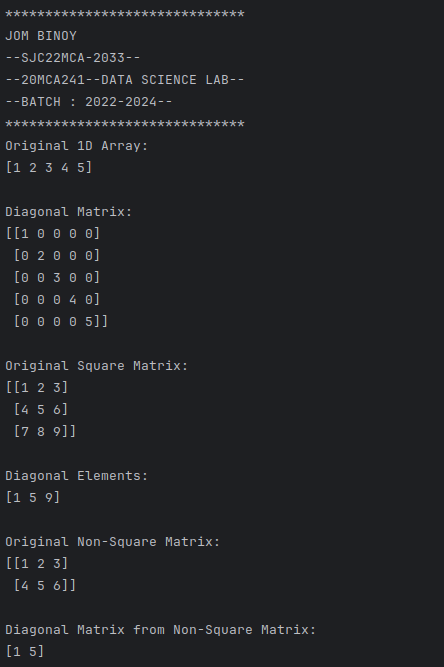 ******************************
JOM BINOY
--SJC22MCA-2033--
--20MCA241--DATA SCIENCE LAB--
--BATCH : 2022-2024--
******************************
Original 1D Array:
[1 2 3 4 5]
Diagonal Matrix:
[[1 0 0 0 0]
 [0 2 0 0 0]
 [0 0 3 0 0]
 [0 0 0 4 0]
 [0 0 0 0 5]]
Original Square Matrix:
[[1 2 3]
 [4 5 6]
 [7 8 9]]
Diagonal Elements:
[1 5 9]
Original Non-Square Matrix:
[[1 2 3]
 [4 5 6]]
Diagonal Matrix from Non-Square Matrix:
[1 5]